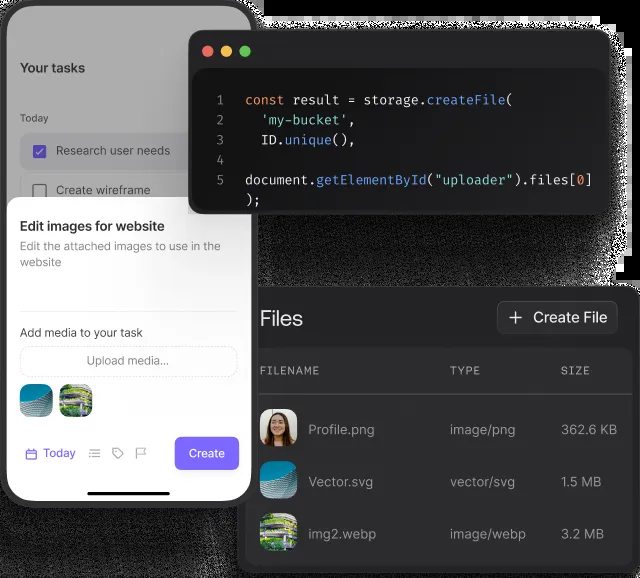 Your tasks
Today
Research user needs
Create wireframe
Edit images for website
Edit the attached images to use in the
website
Add media to your task
Upload media...
Today
Create
1 const result = storage.createFile(
2 'my-bucket',
3 ID.unique(),
4
5 document.getElementById("uploader").files[0]
);
Files
+ Create File
FILENAME TYPE SIZE
Profile.png image/png 362.6 KB
Vector.svg vector/svg 1.5 MB
img2.webp image/webp 3.2 MB